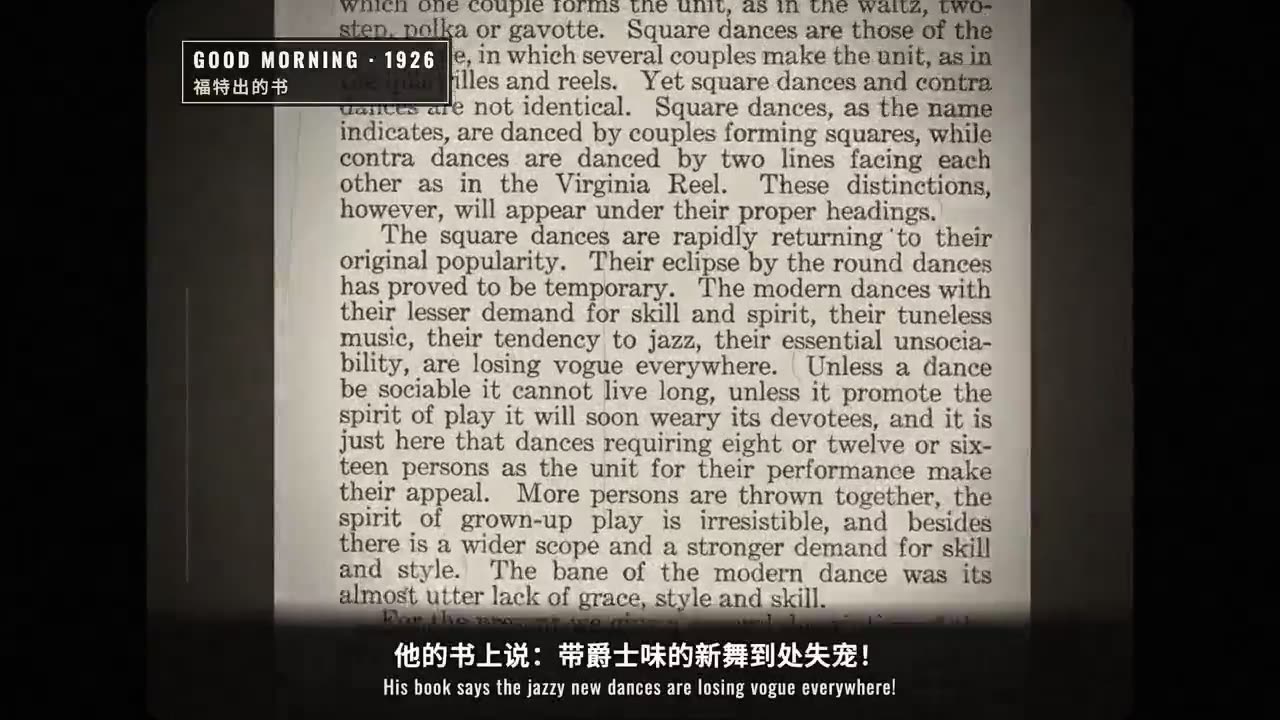 which one couple forms the unit, as in the waltz, two-
step, polka or gavotte. Square dances are those of the
GOOD MORNING · 1926
福特出的书
e, in which several couples make the unit, as in
illes and reels. Yet square dances and contra
dances are not identical. Square dances, as the name
indicates, are danced by couples forming squares, while
contra dances are danced by two lines facing each
other as in the Virginia Reel. These distinctions,
however, will appear under their proper headings.
The square dances are rapidly returning to their
original popularity. Their eclipse by the round dances
has proved to be temporary. The modern dances with
their lesser demand for skill and spirit, their tuneless
music, their tendency to jazz, their essential unsocia-
bility, are losing vogue everywhere. Unless a dance
be sociable it cannot live long, unless it promote the
spirit of play it will soon weary its devotees, and it is
just here that dances requiring eight or twelve or six-
teen persons as the unit for their performance make
their appeal. More persons are thrown together, the
spirit of grown-up play is irresistible, and besides
there is a wider scope and a stronger demand for skill
and style. The bane of the modern dance was its
almost utter lack of grace, style and skill.
For the
他的书上说：带爵士味的新舞到处失宠！
His book says the jazzy new dances are losing vogue everywhere!